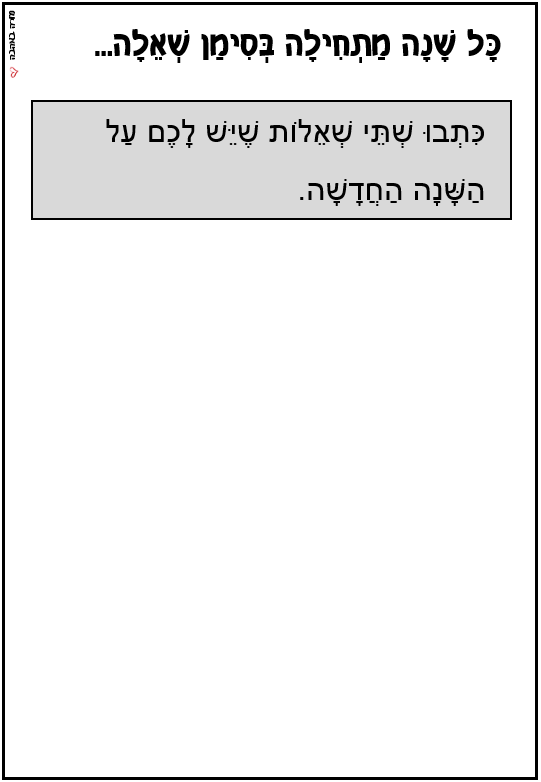 כָּל שָׁנָה מַתְחִילָה בְּסִימַן שְׁאֵלָה...
כִּתְבוּ שְׁתֵּי שְׁאֵלוֹת שֶׁיֵּשׁ לָכֶם עַל
הַשָּׁנָה הַחֲדָשָׁה.